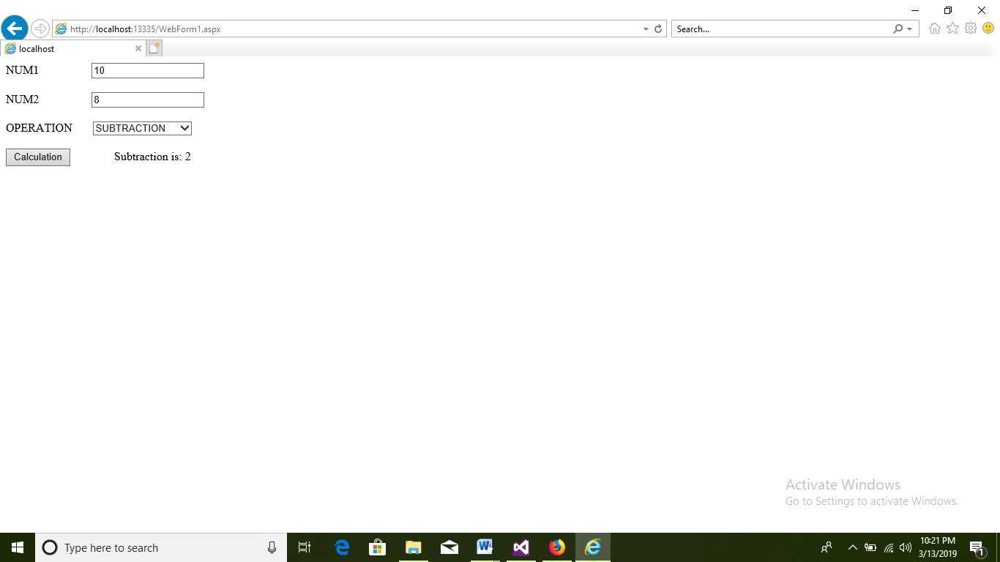 http://localhost:13335/WebForm1.aspx
Search...
localhost
NUM1 10
NUM2 8
OPERATION SUBTRACTION
Calculation Subtraction is: 2
Activate Windows
Go to Settings to activate Windows.
Type here to search
10:21 PM
3/13/2019
1